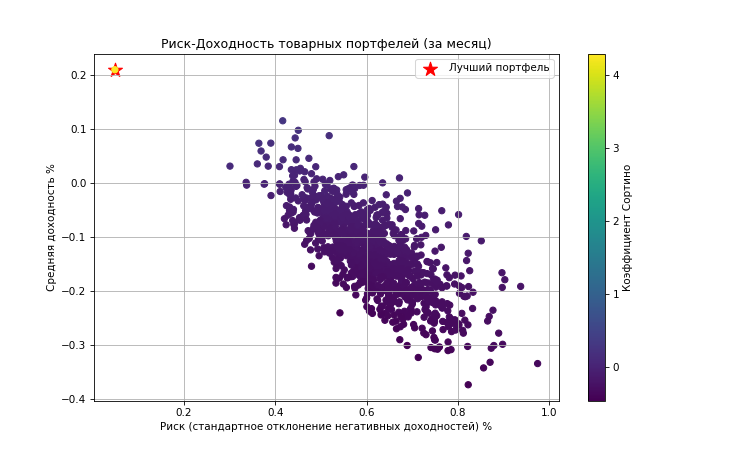 Риск-Доходность товарных портфелей (за месяц)
Лучший портфель
Средняя доходность %
0.2
0.1
0.0
−0.1
−0.2
−0.3
−0.4
0.2 0.4 0.6 0.8 1.0
Риск (стандартное отклонение негативных доходностей) %
4
3
2
1
0
Коэффициент Сортино